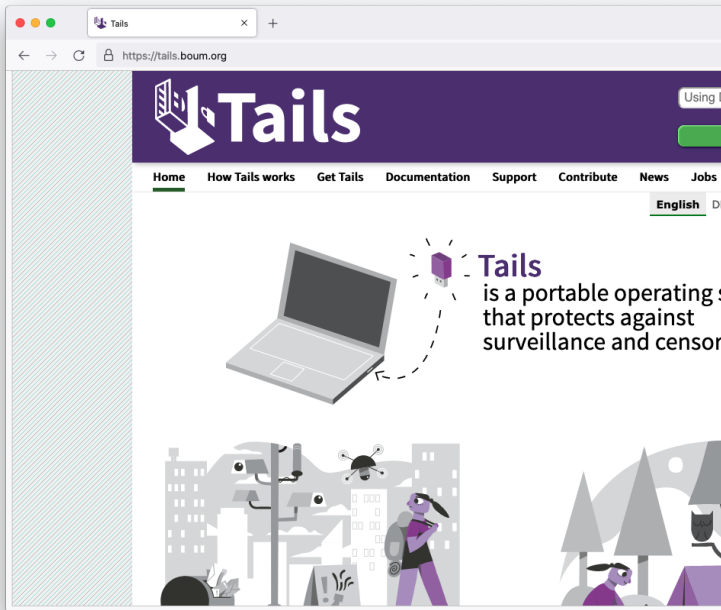 Tails
https://tails.boum.org
Tails
Using
Home How Tails works Get Tails Documentation Support Contribute News Jobs
English
Tails
is a portable operating
that protects against
surveillance and